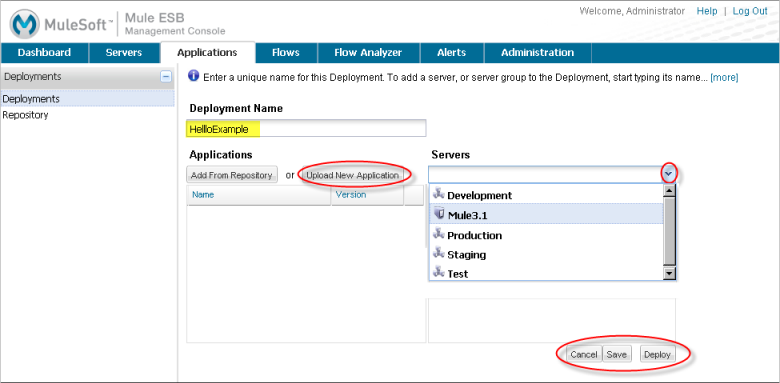 Welcome, Administrator Help | Log Out
MuleSoft™ Mule ESB
Management Console
Dashboard Servers Applications Flows Flow Analyzer Alerts Administration
Deployments
Deployments
Repository
i Enter a unique name for this Deployment. To add a server, or server group to the Deployment, start typing its name... [more]
Deployment Name
HellloExample
Applications Servers
Add From Repository or Upload New Application
Name Version
Development
Mule3.1
Production
Staging
Test
Cancel Save Deploy